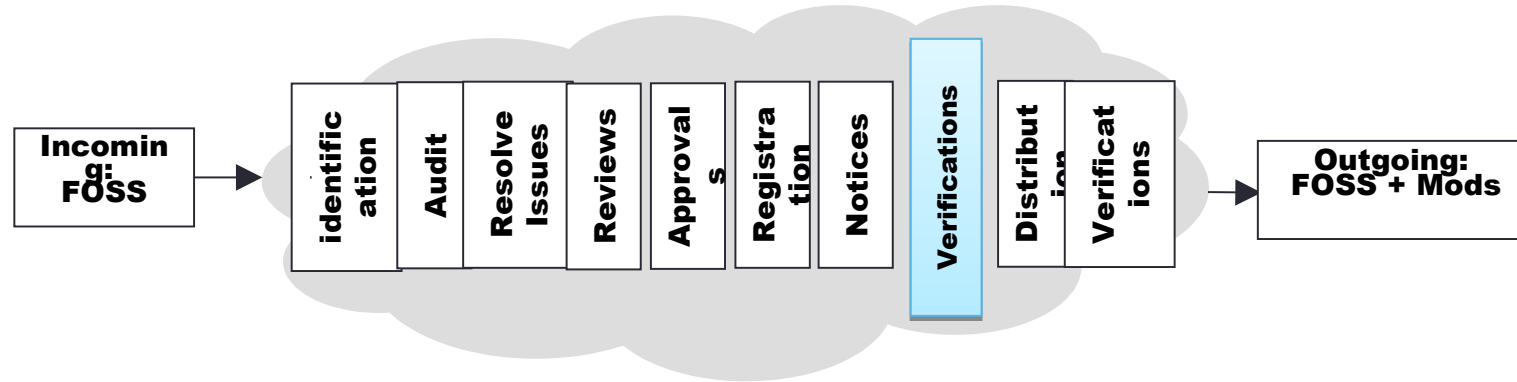 Incomin
g:
FOSS
identific
ation
Audit
Resolve
Issues
Reviews
Approval
s
Registra
tion
Notices
Verifications
Distribut
ion
Verificat
ions
Outgoing:
FOSS + Mods